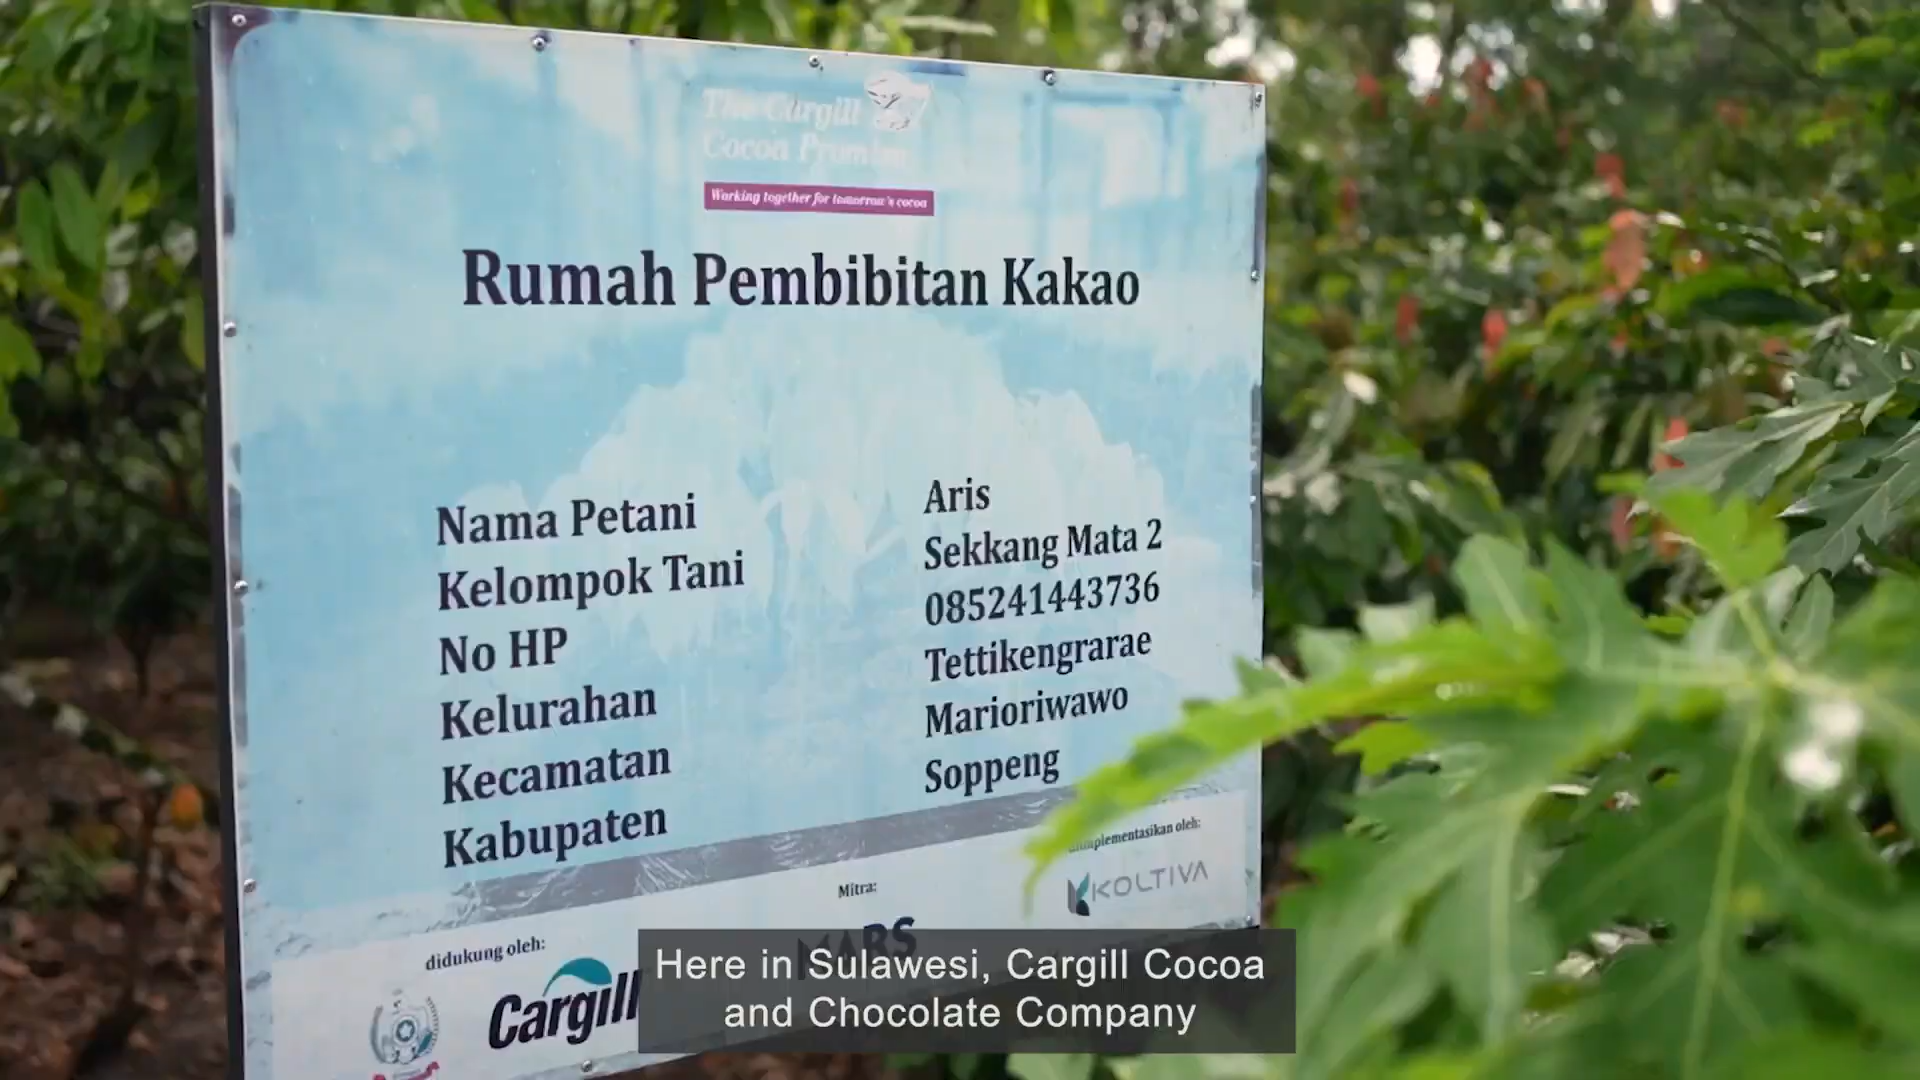 The Cargill
Cocoa Promise
Working together for tomorrow's cocoa
Rumah Pembibitan Kakao
Nama Petani Aris
Kelompok Tani Sekkang Mata 2
No HP 085241443736
Kelurahan Tettikengrarae
Kecamatan Marioriwawo
Kabupaten Soppeng
didukung oleh:
Cargill
Mitra:
MARS
diimplementasikan oleh:
KOLTIVA
Here in Sulawesi, Cargill Cocoa
and Chocolate Company